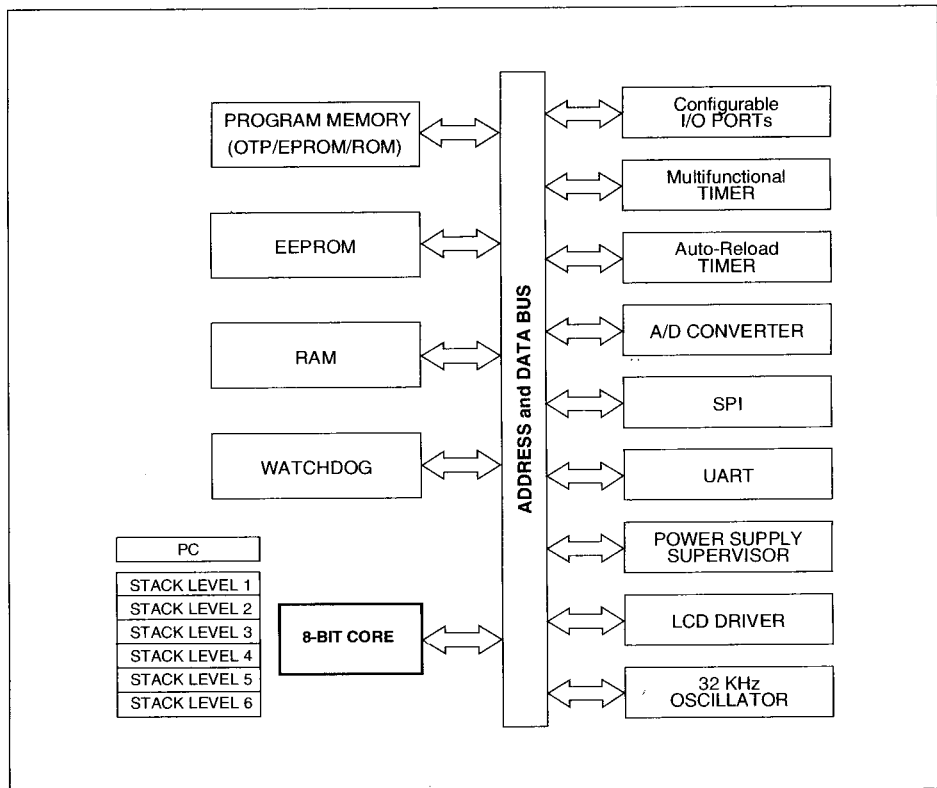 PROGRAM MEMORY
(OTP/EPROM/ROM)
EEPROM
RAM
WATCHDOG
PC
STACK LEVEL 1
STACK LEVEL 2
STACK LEVEL 3
STACK LEVEL 4
STACK LEVEL 5
STACK LEVEL 6
8-BIT CORE
ADDRESS and DATA BUS
Configurable
I/O PORTs
Multifunctional
TIMER
Auto-Reload
TIMER
A/D CONVERTER
SPI
UART
POWER SUPPLY
SUPERVISOR
LCD DRIVER
32 KHz
OSCILLATOR